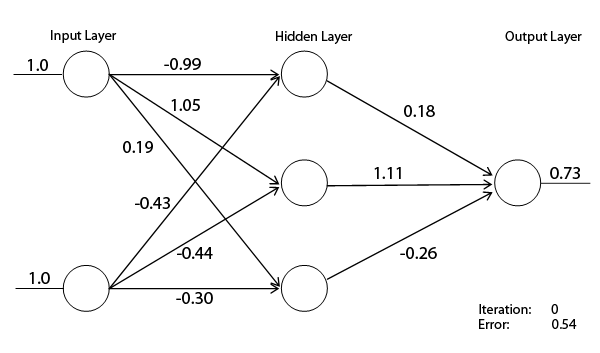 Input Layer
Hidden Layer
Output Layer
1.0
-0.99
1.05
0.18
0.19
1.11
0.73
-0.43
-0.44
-0.26
1.0
-0.30
Iteration: 0
Error: 0.54